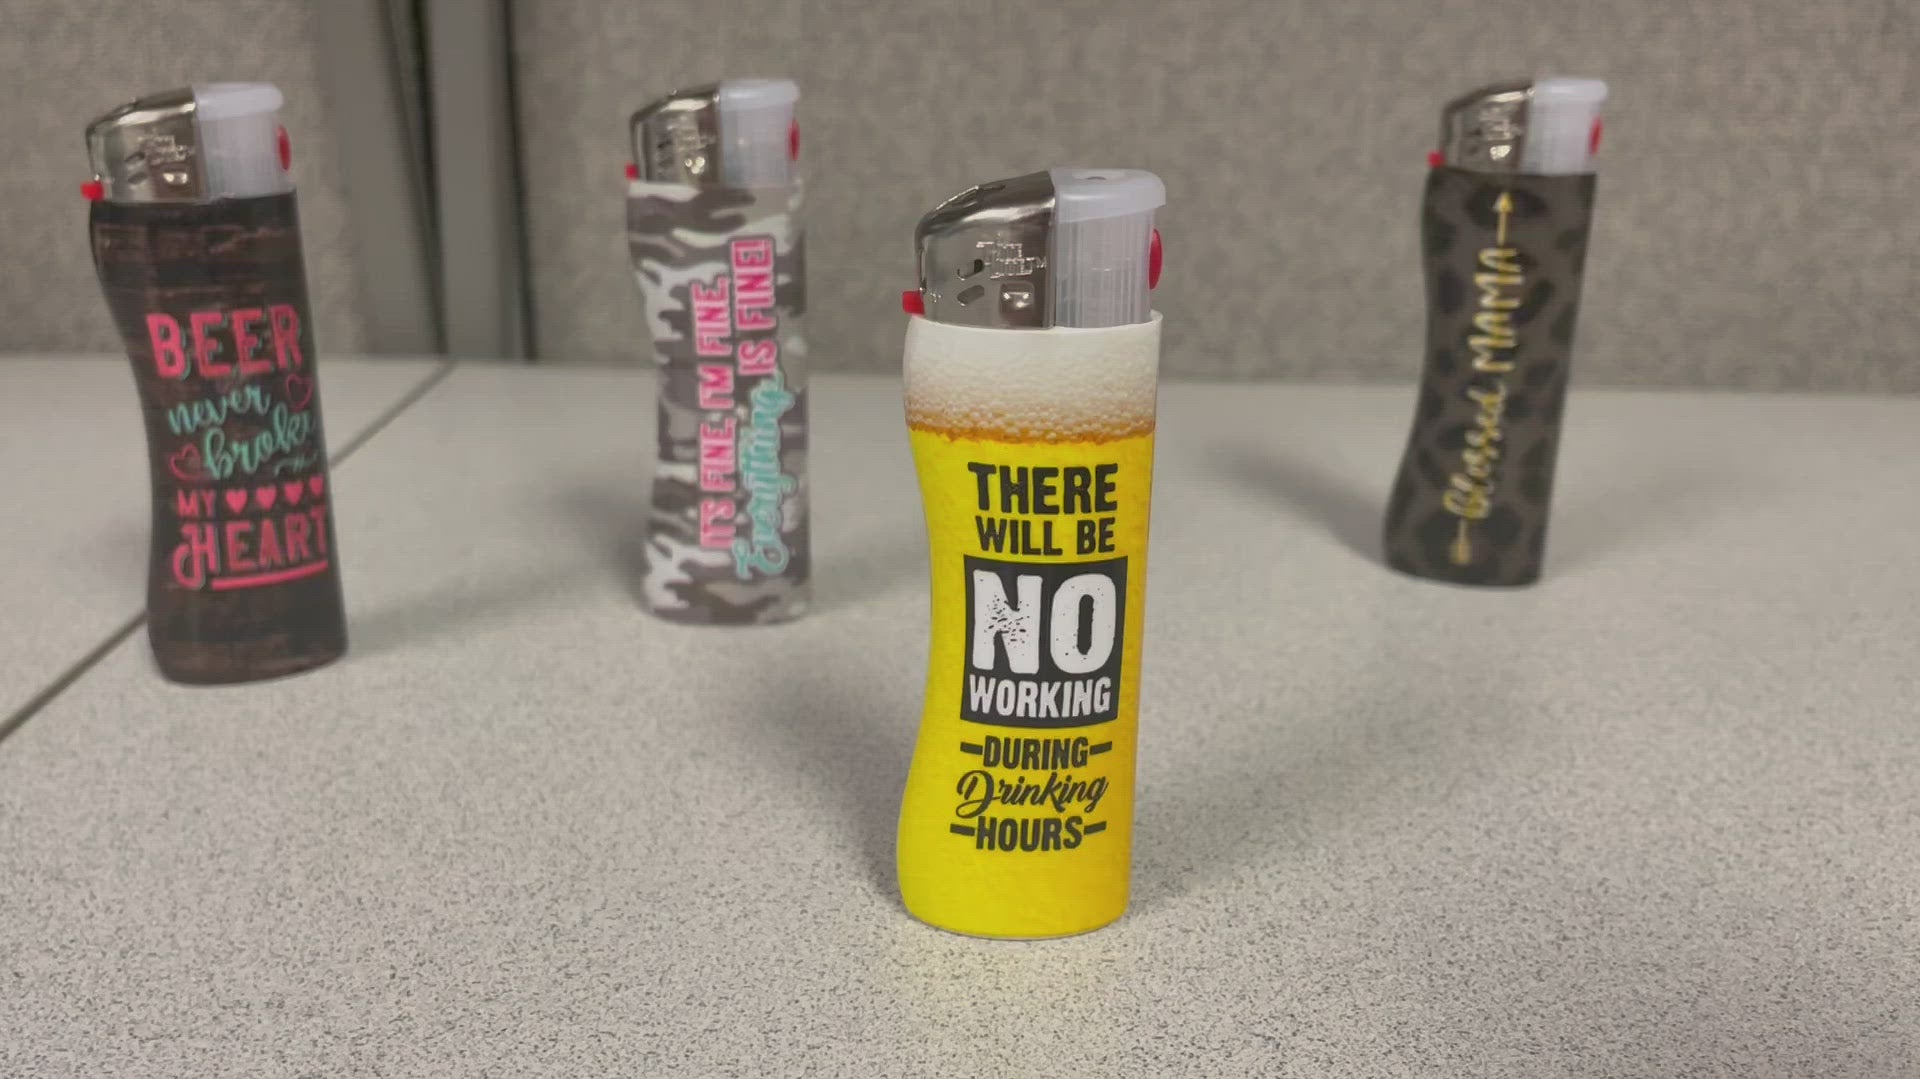 BEER
never
broke
MY
HEART
IT'S FINE. I'M FINE.
Everything IS FINE!
THERE
WILL BE
NO
WORKING
DURING
Drinking
HOURS
Blessed MAMA